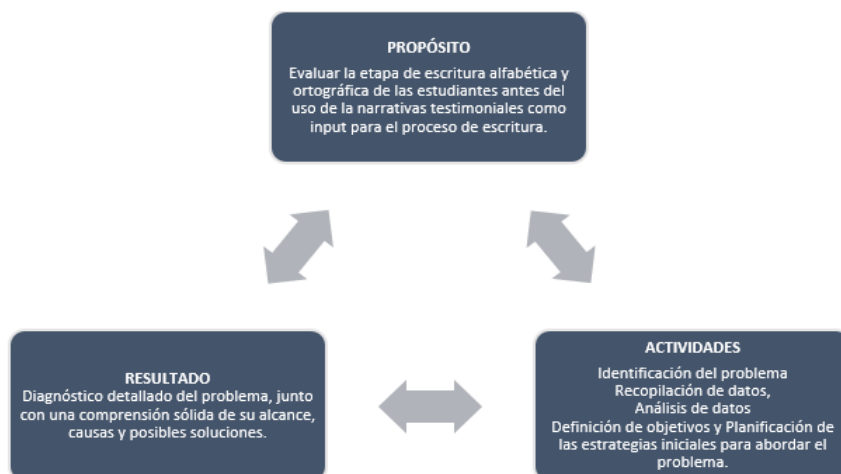 PROPÓSITO
Evaluar la etapa de escritura alfabética y
ortográfica de las estudiantes antes del
uso de la narrativas testimoniales como
input para el proceso de escritura.
RESULTADO
Diagnóstico detallado del problema, junto
con una comprensión sólida de su alcance,
causas y posibles soluciones.
ACTIVIDADES
Identificación del problema
Recopilación de datos,
Análisis de datos
Definición de objetivos y Planificación de
las estrategias iniciales para abordar el
problema.